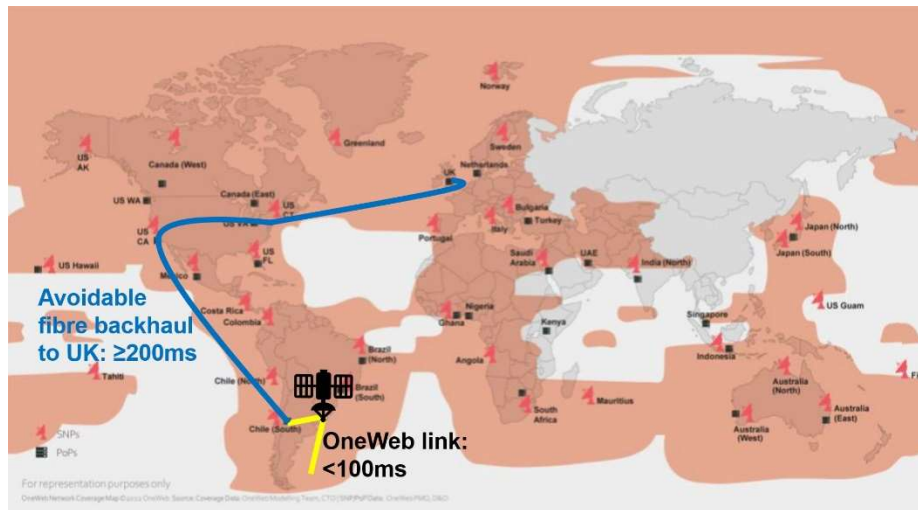 Norway
US
AK
Canada (West)
Greenland
Sweden
Netherlands
UK
US WA
Canada (East)
US
CT
US VA
US
CA
Bulgaria
Italy
Turkey
Portugal
US Hawaii
Mexico
US
FL
Saudi
Arabia
UAE
India (North)
Japan (North)
Japan (South)
US Guam
Avoidable
fibre backhaul
to UK: ≥200ms
Costa Rica
Colombia
Ghana
Nigeria
Kenya
Singapore
Indonesia
Tahiti
Chile (North)
Brazil
(North)
Brazil
(South)
Angola
Mauritius
Australia
(North)
Fi
Chile (South)
South
Africa
Australia
(West)
Australia
(East)
OneWeb link:
<100ms
SNPs
PoPs
For representation purposes only